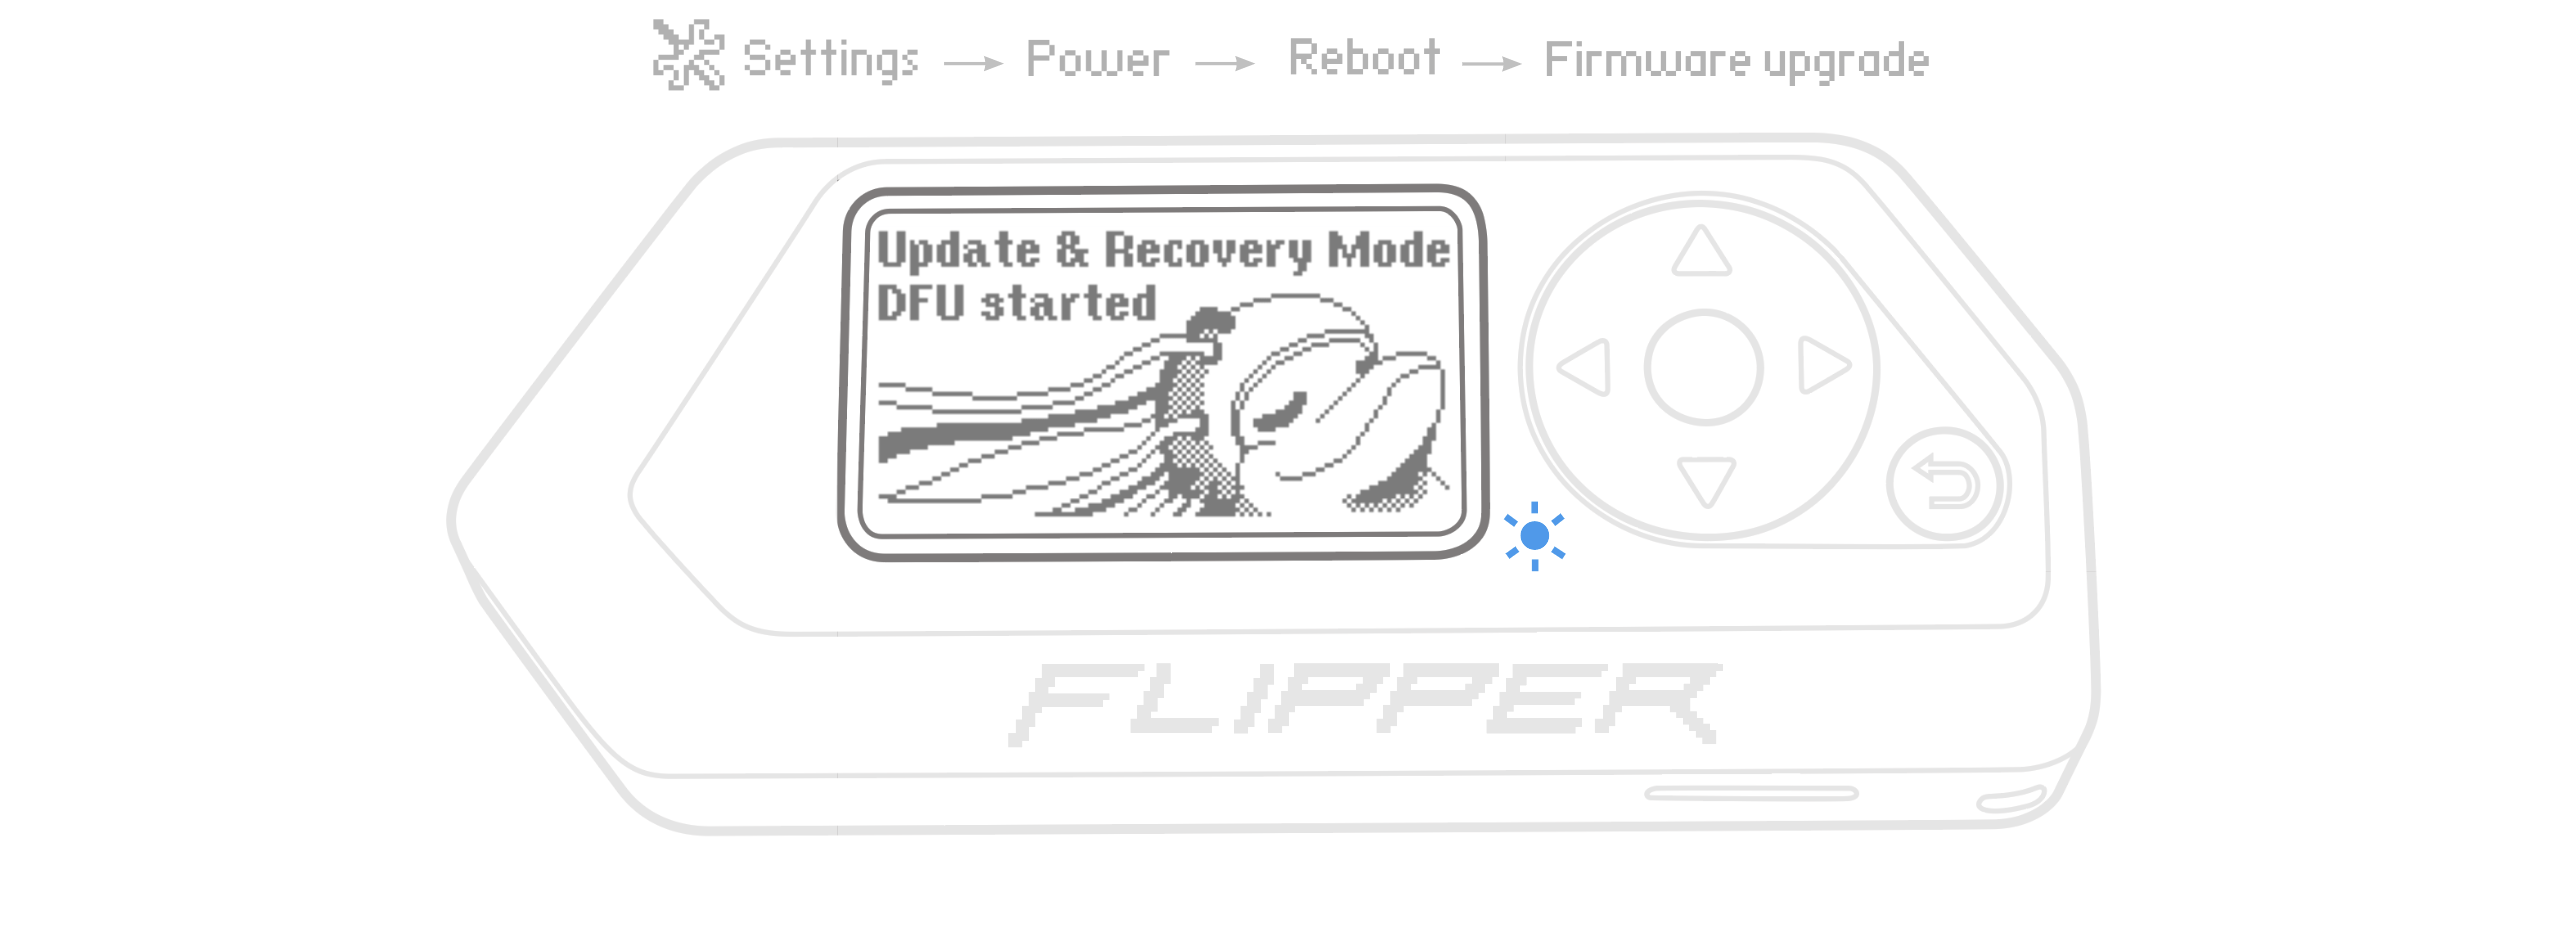 Settings → Power → Reboot → Firmware upgrade
Update & Recovery Mode
DFU started
FLIPPER